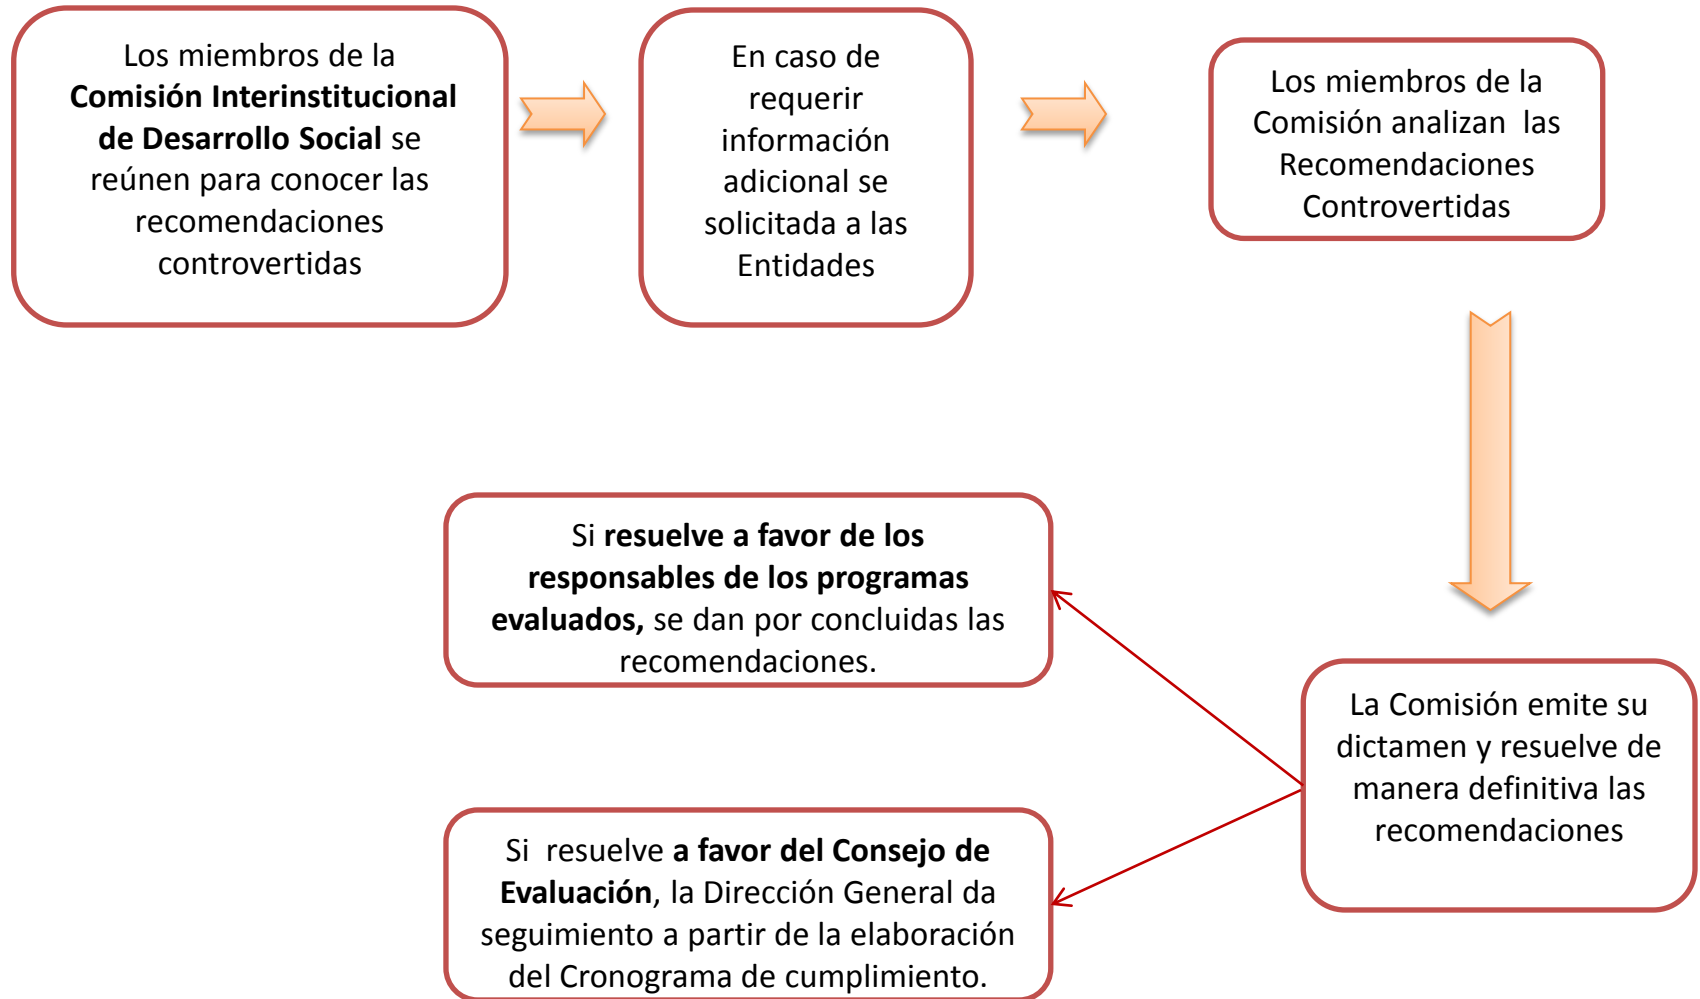 Los miembros de la
Comisión Interinstitucional
de Desarrollo Social se
reúnen para conocer las
recomendaciones
controvertidas
En caso de
requerir
información
adicional se
solicitada a las
Entidades
Los miembros de la
Comisión analizan las
Recomendaciones
Controvertidas
La Comisión emite su
dictamen y resuelve de
manera definitiva las
recomendaciones
Si resuelve a favor de los
responsables de los programas
evaluados, se dan por concluidas las
recomendaciones.
Si resuelve a favor del Consejo de
Evaluación, la Dirección General da
seguimiento a partir de la elaboración
del Cronograma de cumplimiento.